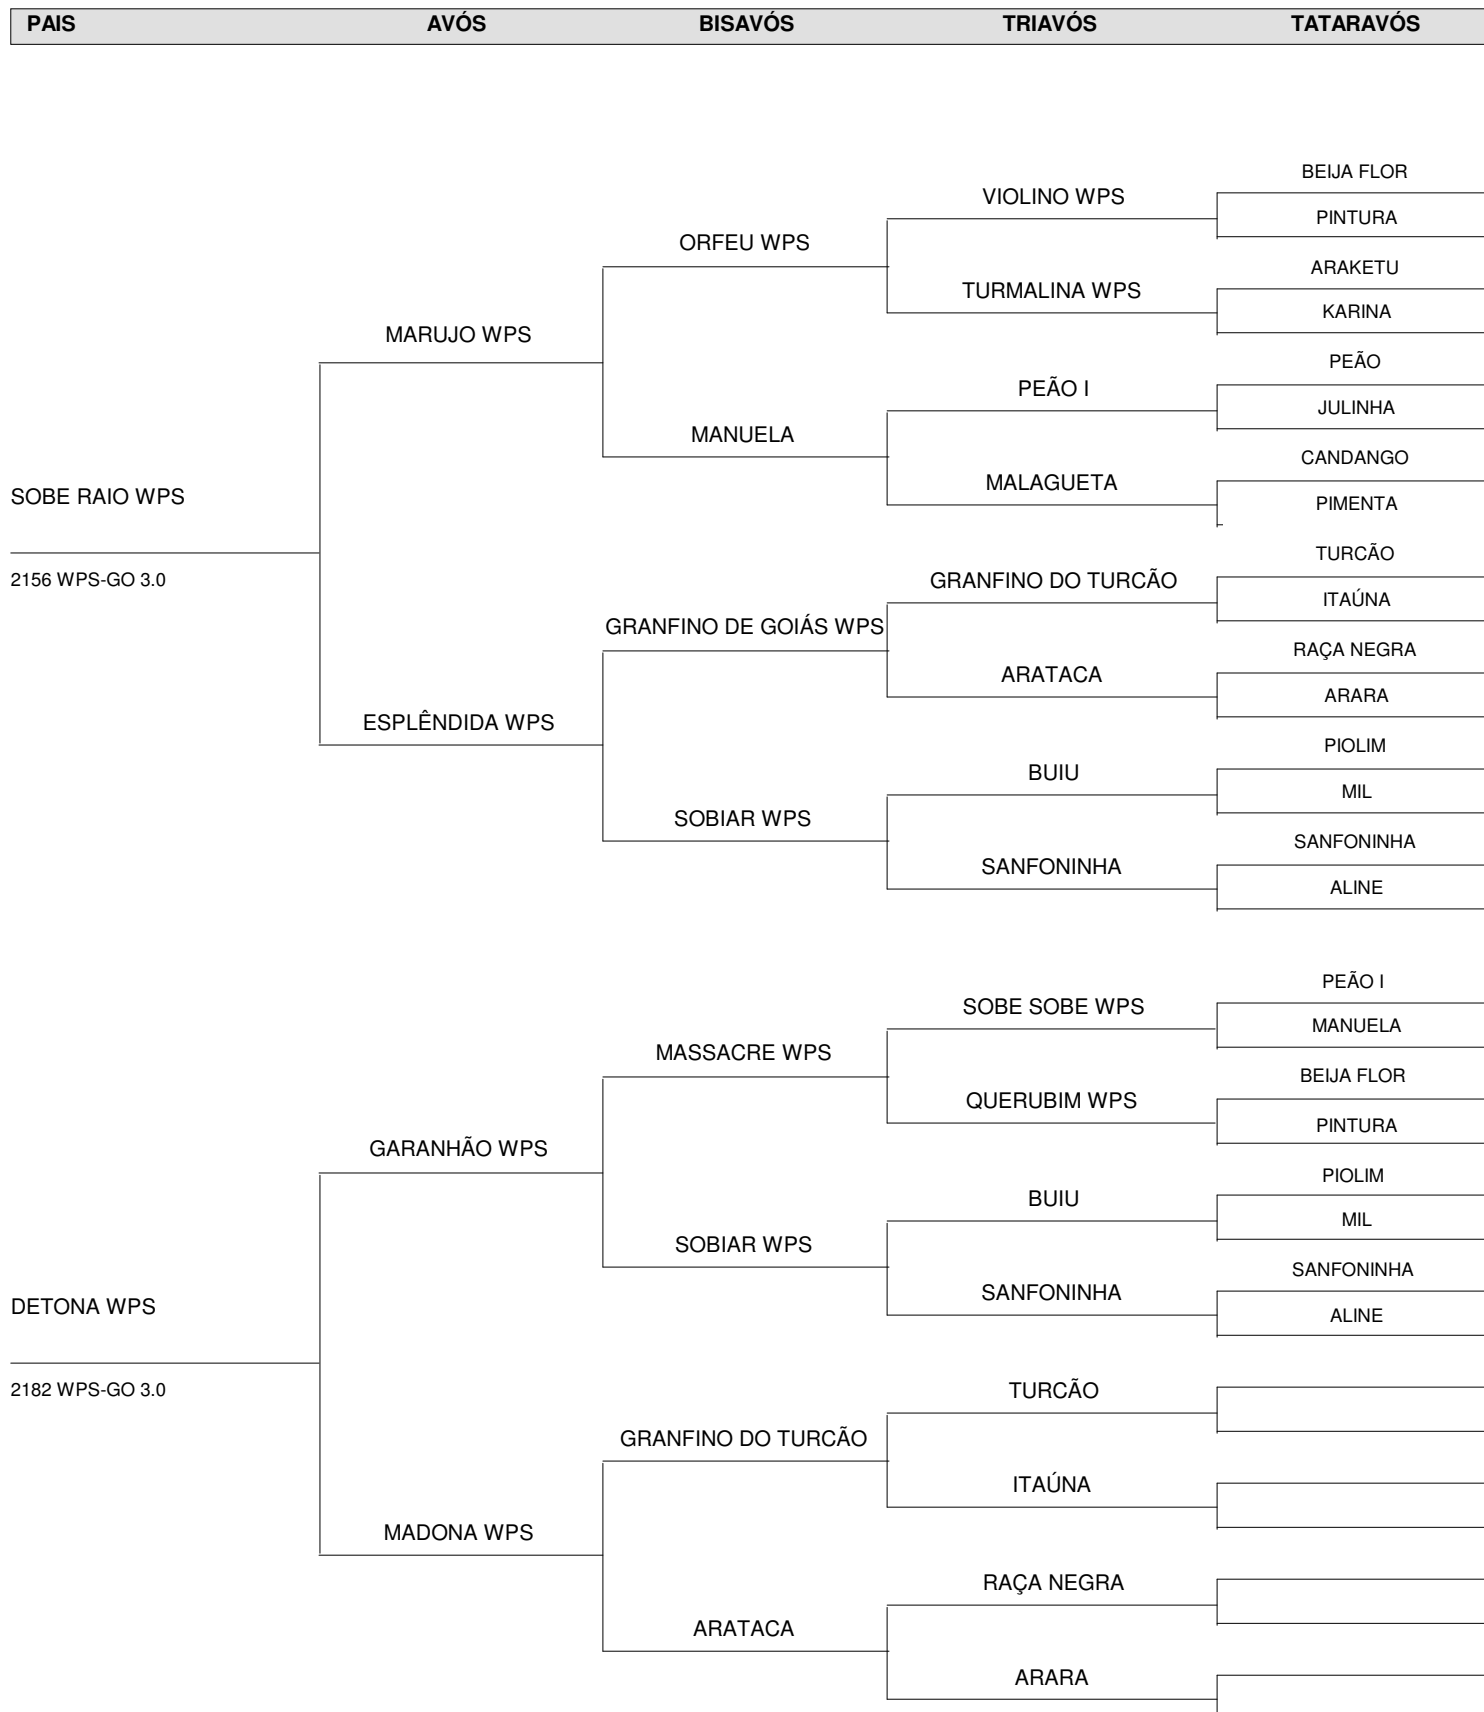 PAIS AVÓS BISAVÓS TRIAVÓS TATARAVÓS
BEIJA FLOR
VIOLINO WPS
PINTURA
ORFEU WPS
ARAKETU
TURMALINA WPS
KARINA
MARUJO WPS
PEÃO
PEÃO I
JULINHA
MANUELA
CANDANGO
MALAGUETA
SOBE RAIO WPS
PIMENTA
TURCÃO
2156 WPS-GO 3.0
GRANFINO DO TURCÃO
ITAÚNA
GRANFINO DE GOIÁS WPS
RAÇA NEGRA
ARATACA
ARARA
ESPLÊNDIDA WPS
PIOLIM
BUIU
MIL
SOBIAR WPS
SANFONINHA
SANFONINHA
ALINE
PEÃO I
SOBE SOBE WPS
MANUELA
MASSACRE WPS
BEIJA FLOR
QUERUBIM WPS
PINTURA
GARANHÃO WPS
PIOLIM
BUIU
MIL
SOBIAR WPS
SANFONINHA
SANFONINHA
DETONA WPS
ALINE
2182 WPS-GO 3.0
TURCÃO
GRANFINO DO TURCÃO
ITAÚNA
MADONA WPS
RAÇA NEGRA
ARATACA
ARARA